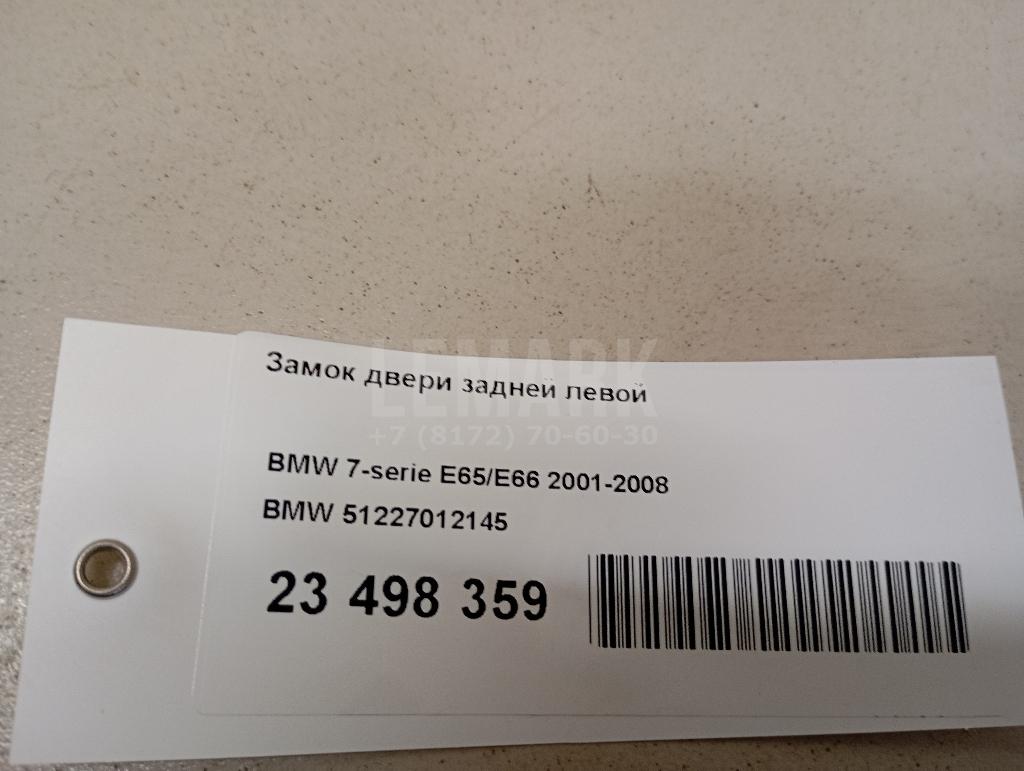 Замок двери задней левой
LEMARK
+7 (8172) 70-60-30
BMW 7-serie E65/E66 2001-2008
BMW 51227012145
23 498 359